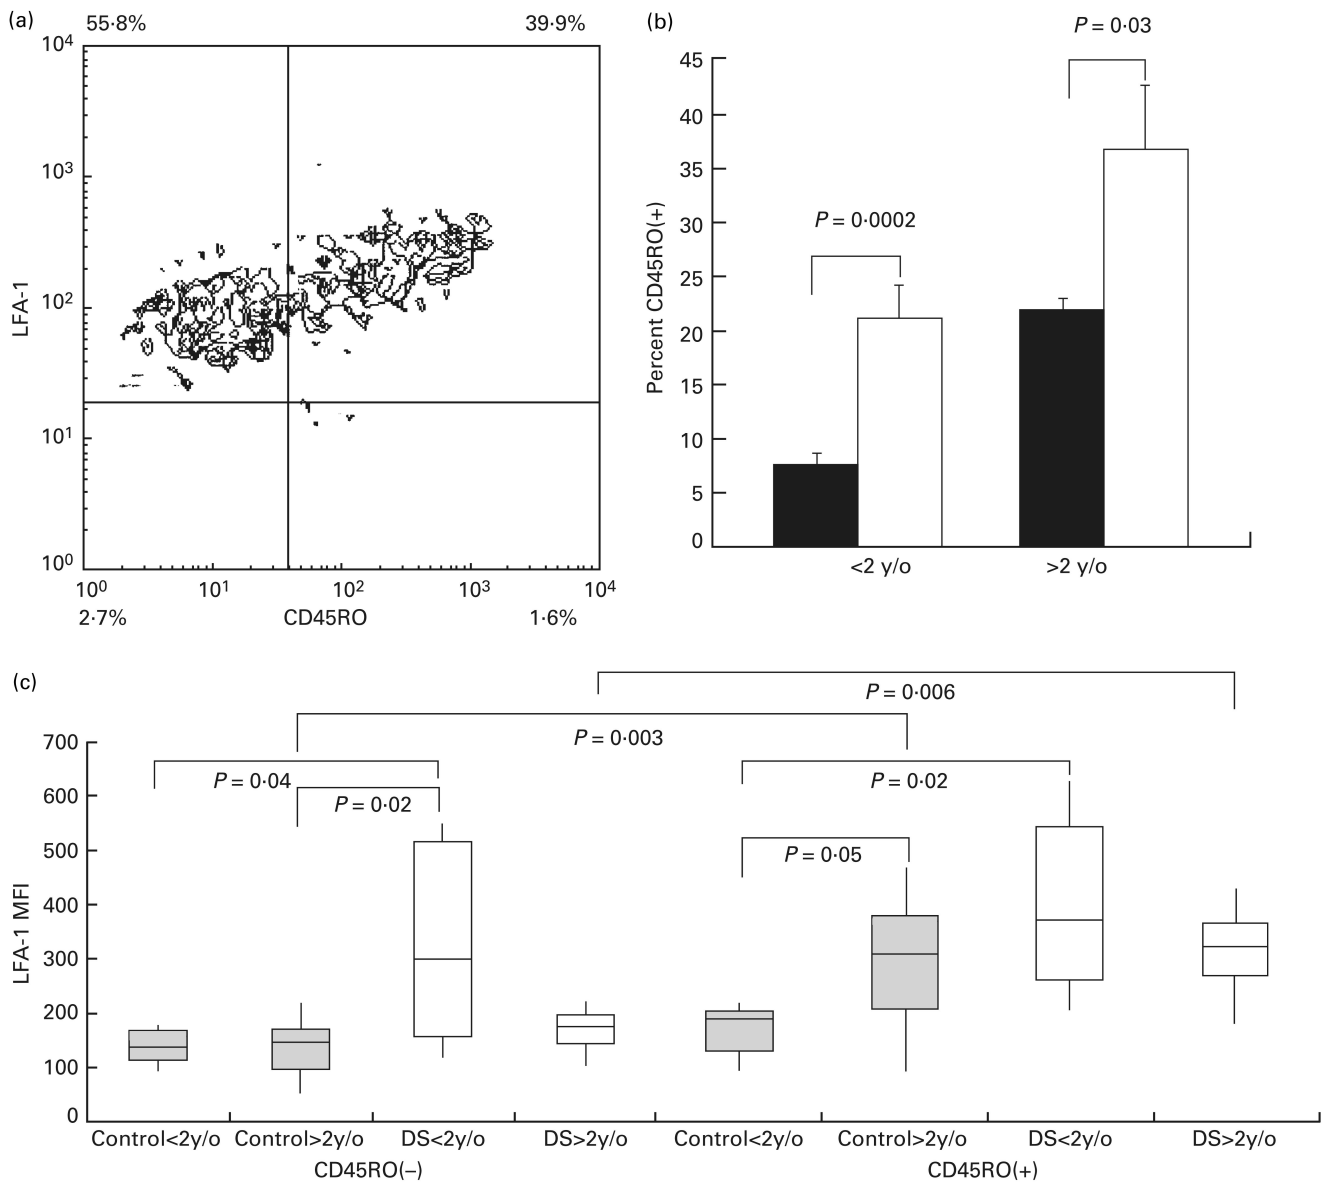 (a)
55·8%
39·9%
10⁴
10³
10²
10¹
10⁰
LFA-1
10⁰ 10¹ 10² 10³ 10⁴
2·7%
CD45RO
1·6%
(b)
P = 0·03
P = 0·0002
45
40
35
30
25
20
15
10
5
0
Percent CD45RO(+)
<2 y/o >2 y/o
(c)
P = 0·006
P = 0·003
P = 0·04
P = 0·02
P = 0·02
P = 0·05
700
600
500
400
300
200
100
0
LFA-1 MFI
Control<2y/o Control>2y/o DS<2y/o DS>2y/o Control<2y/o Control>2y/o DS<2y/o DS>2y/o
CD45RO(–) CD45RO(+)